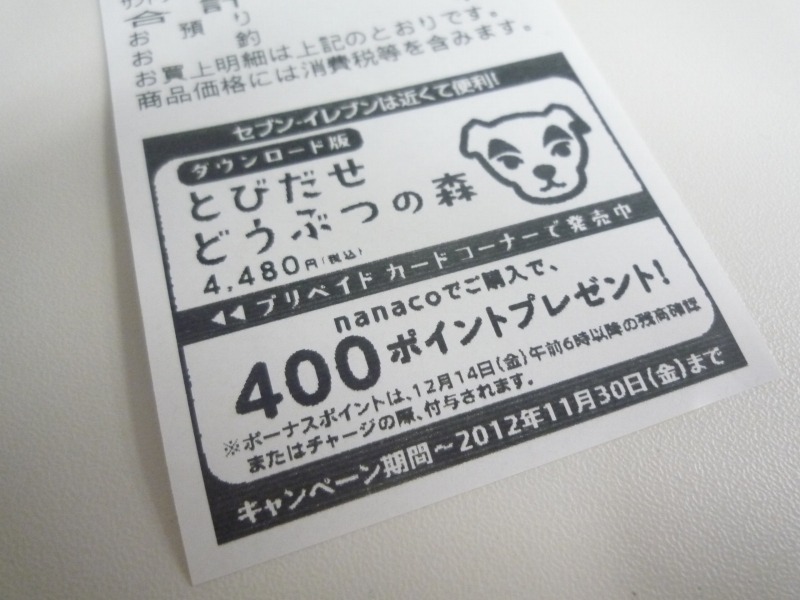 合計
お預り
お釣
お買上明細は上記のとおりです。
商品価格には消費税等を含みます。
セブン-イレブンは近くて便利!
ダウンロード版
とびだせ
どうぶつの森
4,480円(税込)
◀◀ プリペイドカードコーナーで発売中
nanacoでご購入で、
400ポイントプレゼント!
※ボーナスポイントは、12月14日(金)午前6時以降の残高確認
またはチャージの際、付与されます。
キャンペーン期間〜2012年11月30日(金)まで